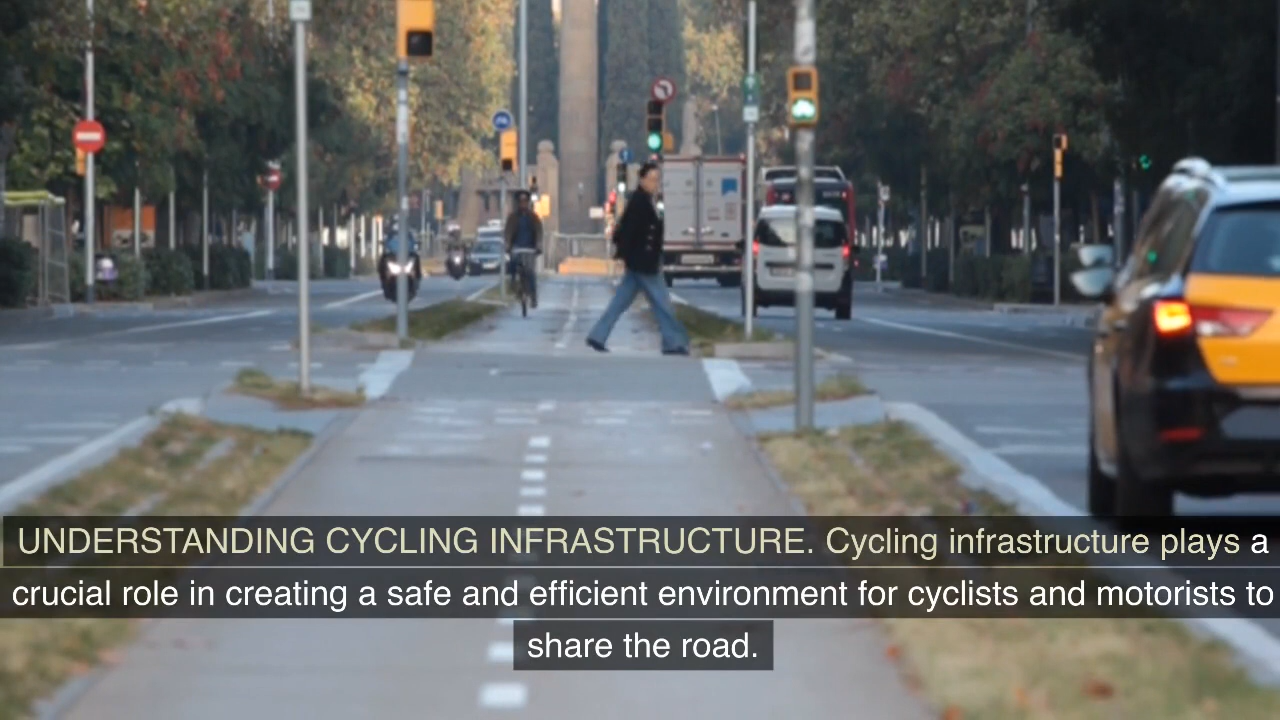 UNDERSTANDING CYCLING INFRASTRUCTURE. Cycling infrastructure plays a
crucial role in creating a safe and efficient environment for cyclists and motorists to
share the road.